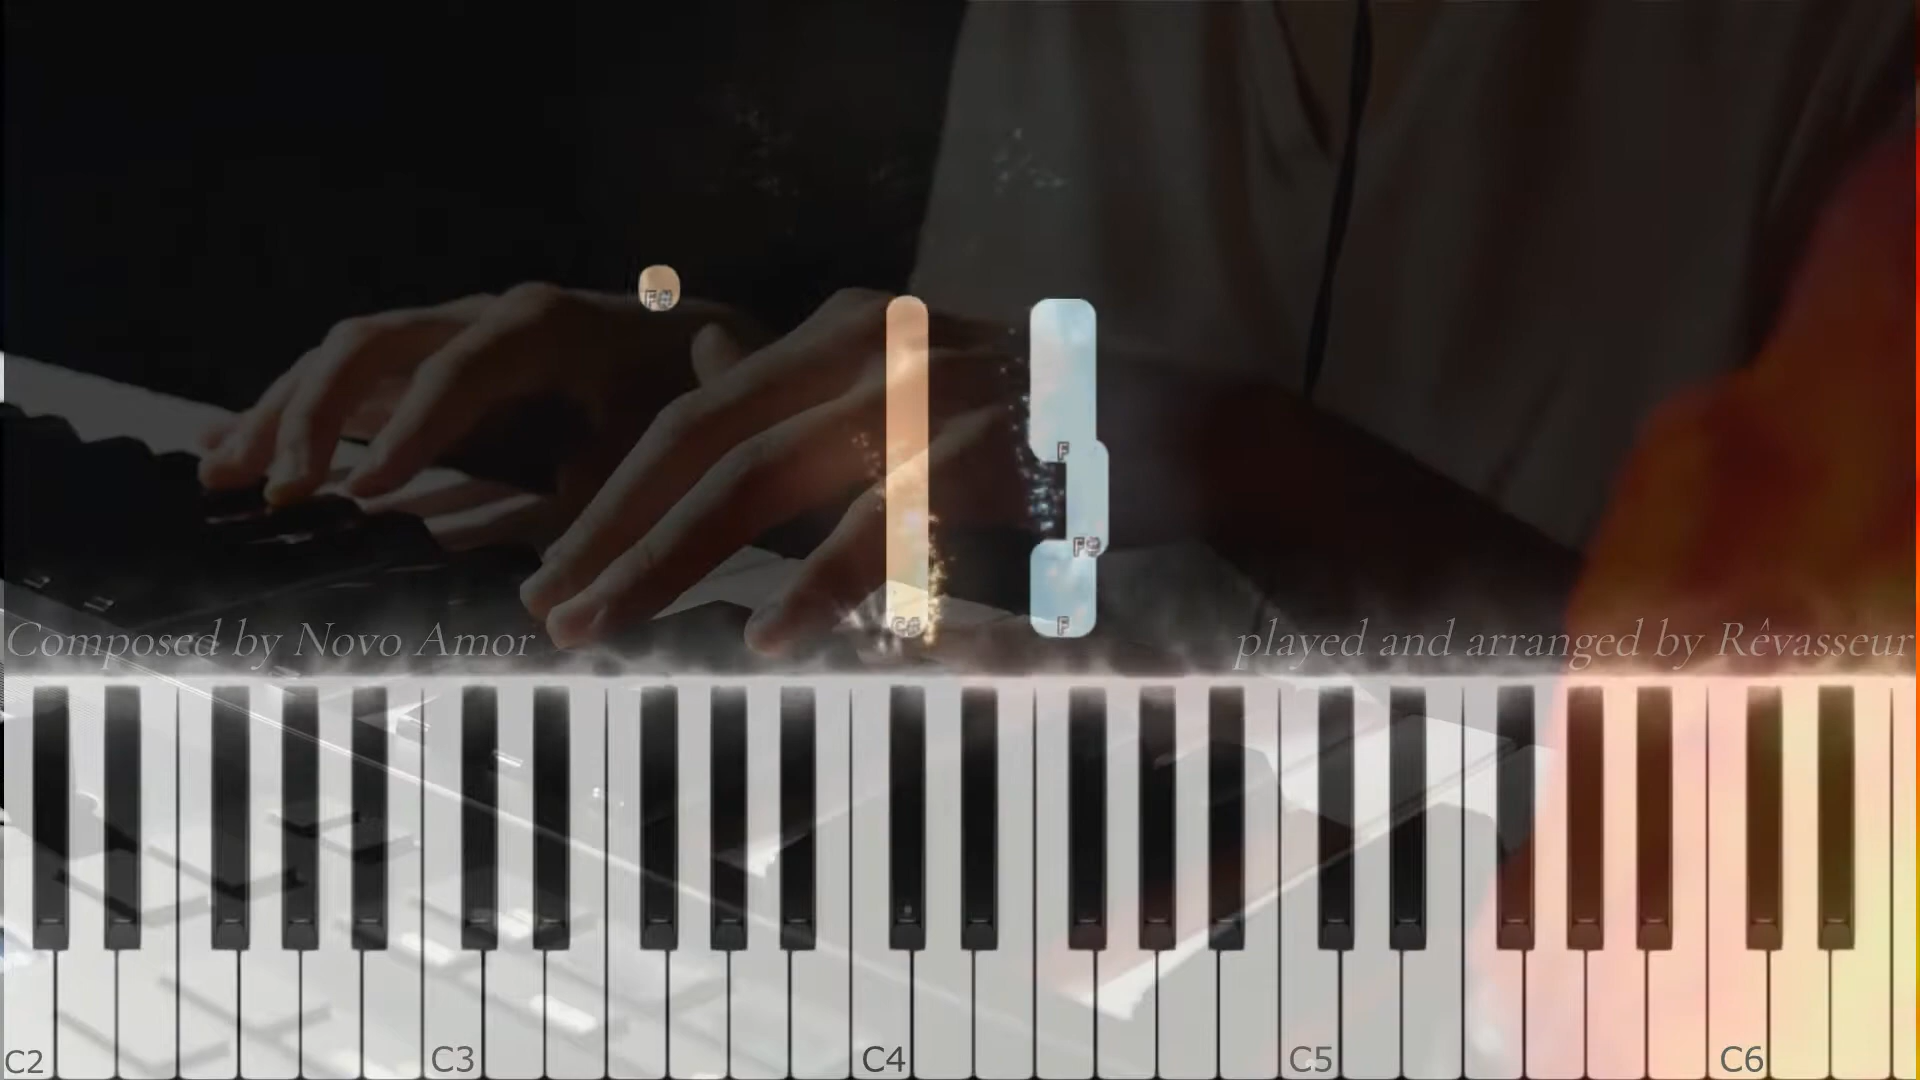 F#
F
F#
C#
F
Composed by Novo Amor
played and arranged by Rêvasseur
C2
C3
C4
C5
C6